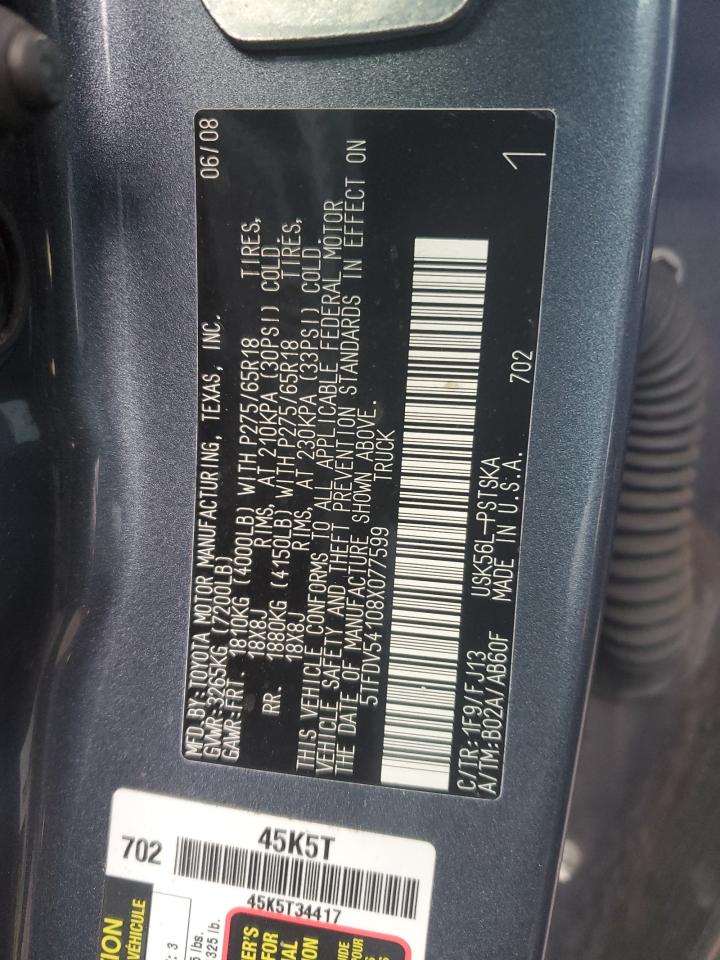 MFD.BY:TOYOTA MOTOR MANUFACTURING, TEXAS, INC. 06/08
GVWR:3265KG(7200LB)
GAWR:FRT 1810KG (4000LB) WITH P275/65R18 TIRES,
18X8J RIMS, AT 210KPA (30PSI) COLD.
RR. 1880KG (4150LB) WITH P275/65R18 TIRES,
18X8J RIMS, AT 230KPA (33PSI) COLD.
THIS VEHICLE CONFORMS TO ALL APPLICABLE FEDERAL MOTOR
VEHICLE SAFETY AND THEFT PREVENTION STANDARDS IN EFFECT ON
THE DATE OF MANUFACTURE SHOWN ABOVE.
5TFDV54108X077599 TRUCK
C/TR:1F9/FJ13 USK56L-PSTSKA 702
A/TM:B02A/AB60F MADE IN U.S.A. 1
702 45K5T
45K5T34417
VÉHICULE
: 3
325 lb.